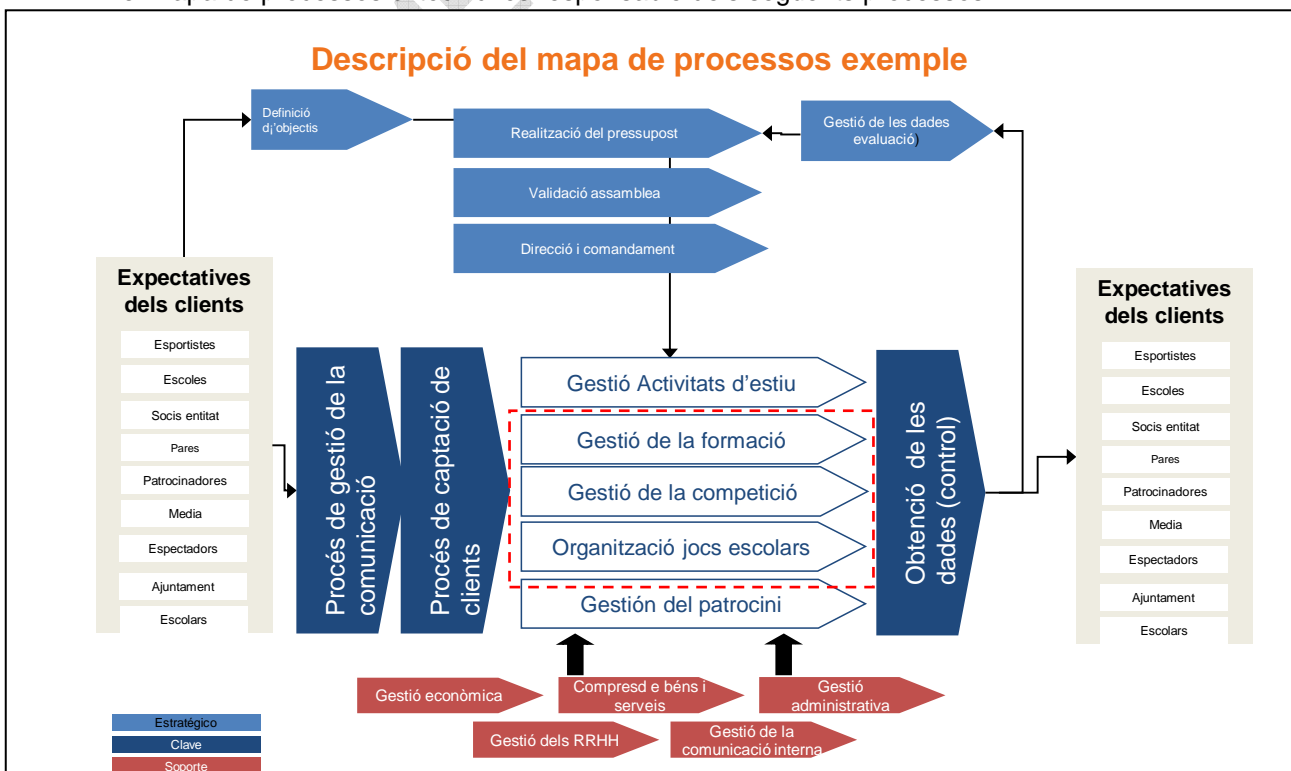 Descripció del mapa de processos exemple
Definició
d¡'objectis
Realització del pressupost
Gestió de les dades
evaluació)
Validació assamblea
Direcció i comandament
Expectatives
dels clients
Esportistes
Escoles
Socis entitat
Pares
Patrocinadores
Media
Espectadors
Ajuntament
Escolars
Procés de gestió de la
comunicació
Procés de captació de
clients
Gestió Activitats d'estiu
Gestió de la formació
Gestió de la competició
Organització jocs escolars
Gestión del patrocini
Obtenció de les
dades (control)
Expectatives
dels clients
Esportistes
Escoles
Socis entitat
Pares
Patrocinadores
Media
Espectadors
Ajuntament
Escolars
Gestió econòmica
Compresd e béns i
serveis
Gestió
administrativa
Gestió dels RRHH
Gestió de la
comunicació interna
Estratégico
Clave
Soporte